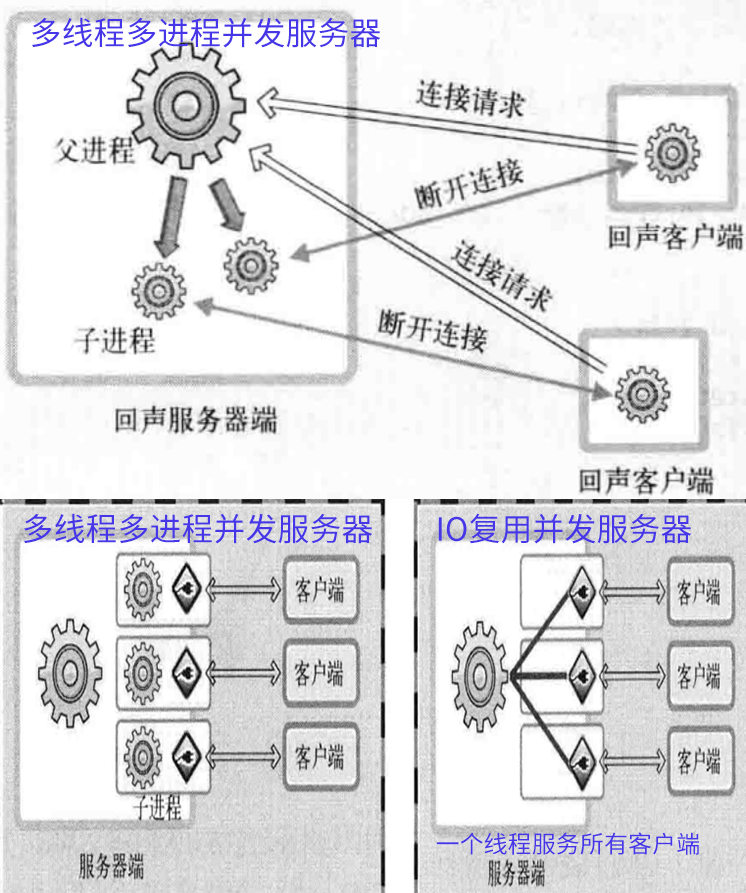 多线程多进程并发服务器
连接请求
父进程
断开连接
回声客户端
连接请求
断开连接
子进程
回声服务器端
回声客户端
多线程多进程并发服务器
客户端
客户端
客户端
子进程
服务器端
IO复用并发服务器
客户端
客户端
客户端
一个线程服务所有客户端
服务器端